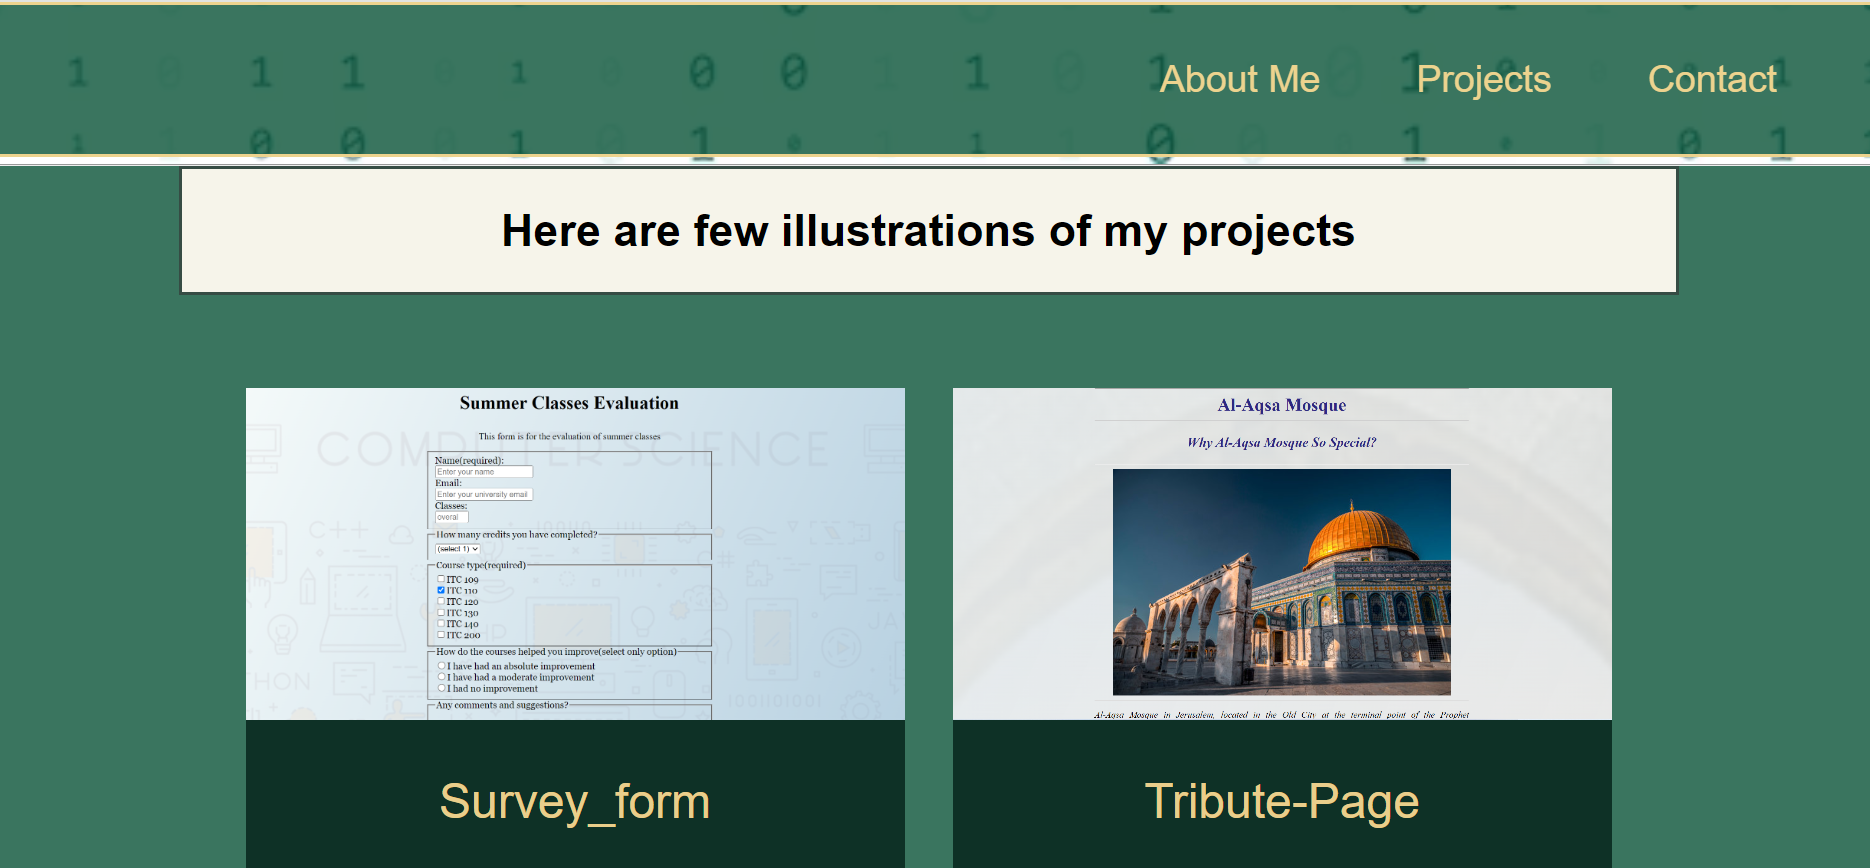 About Me Projects Contact
Here are few illustrations of my projects
Summer Classes Evaluation
This form is for the evaluation of summer classes
COMPUTER SCIENCE
Name(required):
Enter your name
Email:
Enter your university email
Classes:
overal
C++
How many credits you have completed?
(select 1)
Course type(required)
ITC 109
ITC 110
ITC 120
ITC 130
ITC 140
ITC 200
How do the courses helped you improve(select only option)
I have had an absolute improvement
I have had a moderate improvement
I had no improvement
Any comments and suggestions?
Survey_form
Al-Aqsa Mosque
Why Al-Aqsa Mosque So Special?
Al-Aqsa Mosque in Jerusalem, located in the Old City at the terminal point of the Prophet
Tribute-Page